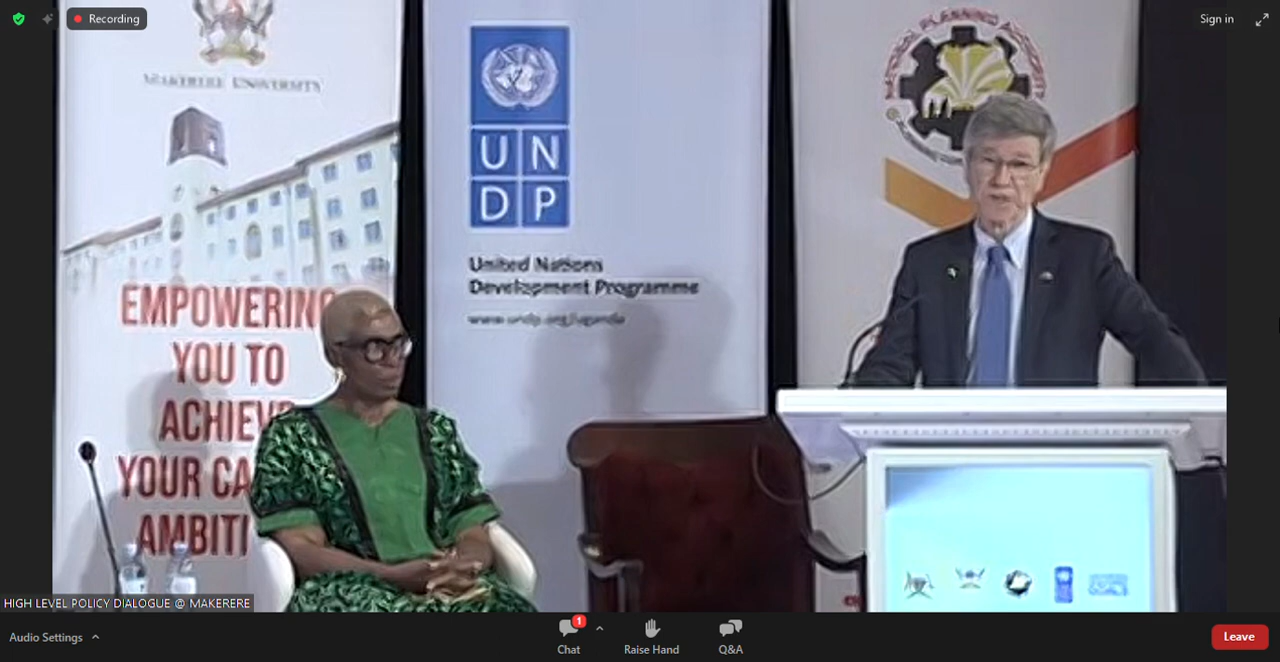 Recording
Sign in
MAKERERE UNIVERSITY
UN
DP
United Nations
Development Programme
www.undp.org/uganda
EMPOWERING
YOU TO
ACHIEV
YOUR CA
AMBITI
HIGH LEVEL POLICY DIALOGUE @ MAKERERE
Audio Settings
1
Chat
Raise Hand
Q&A
Leave